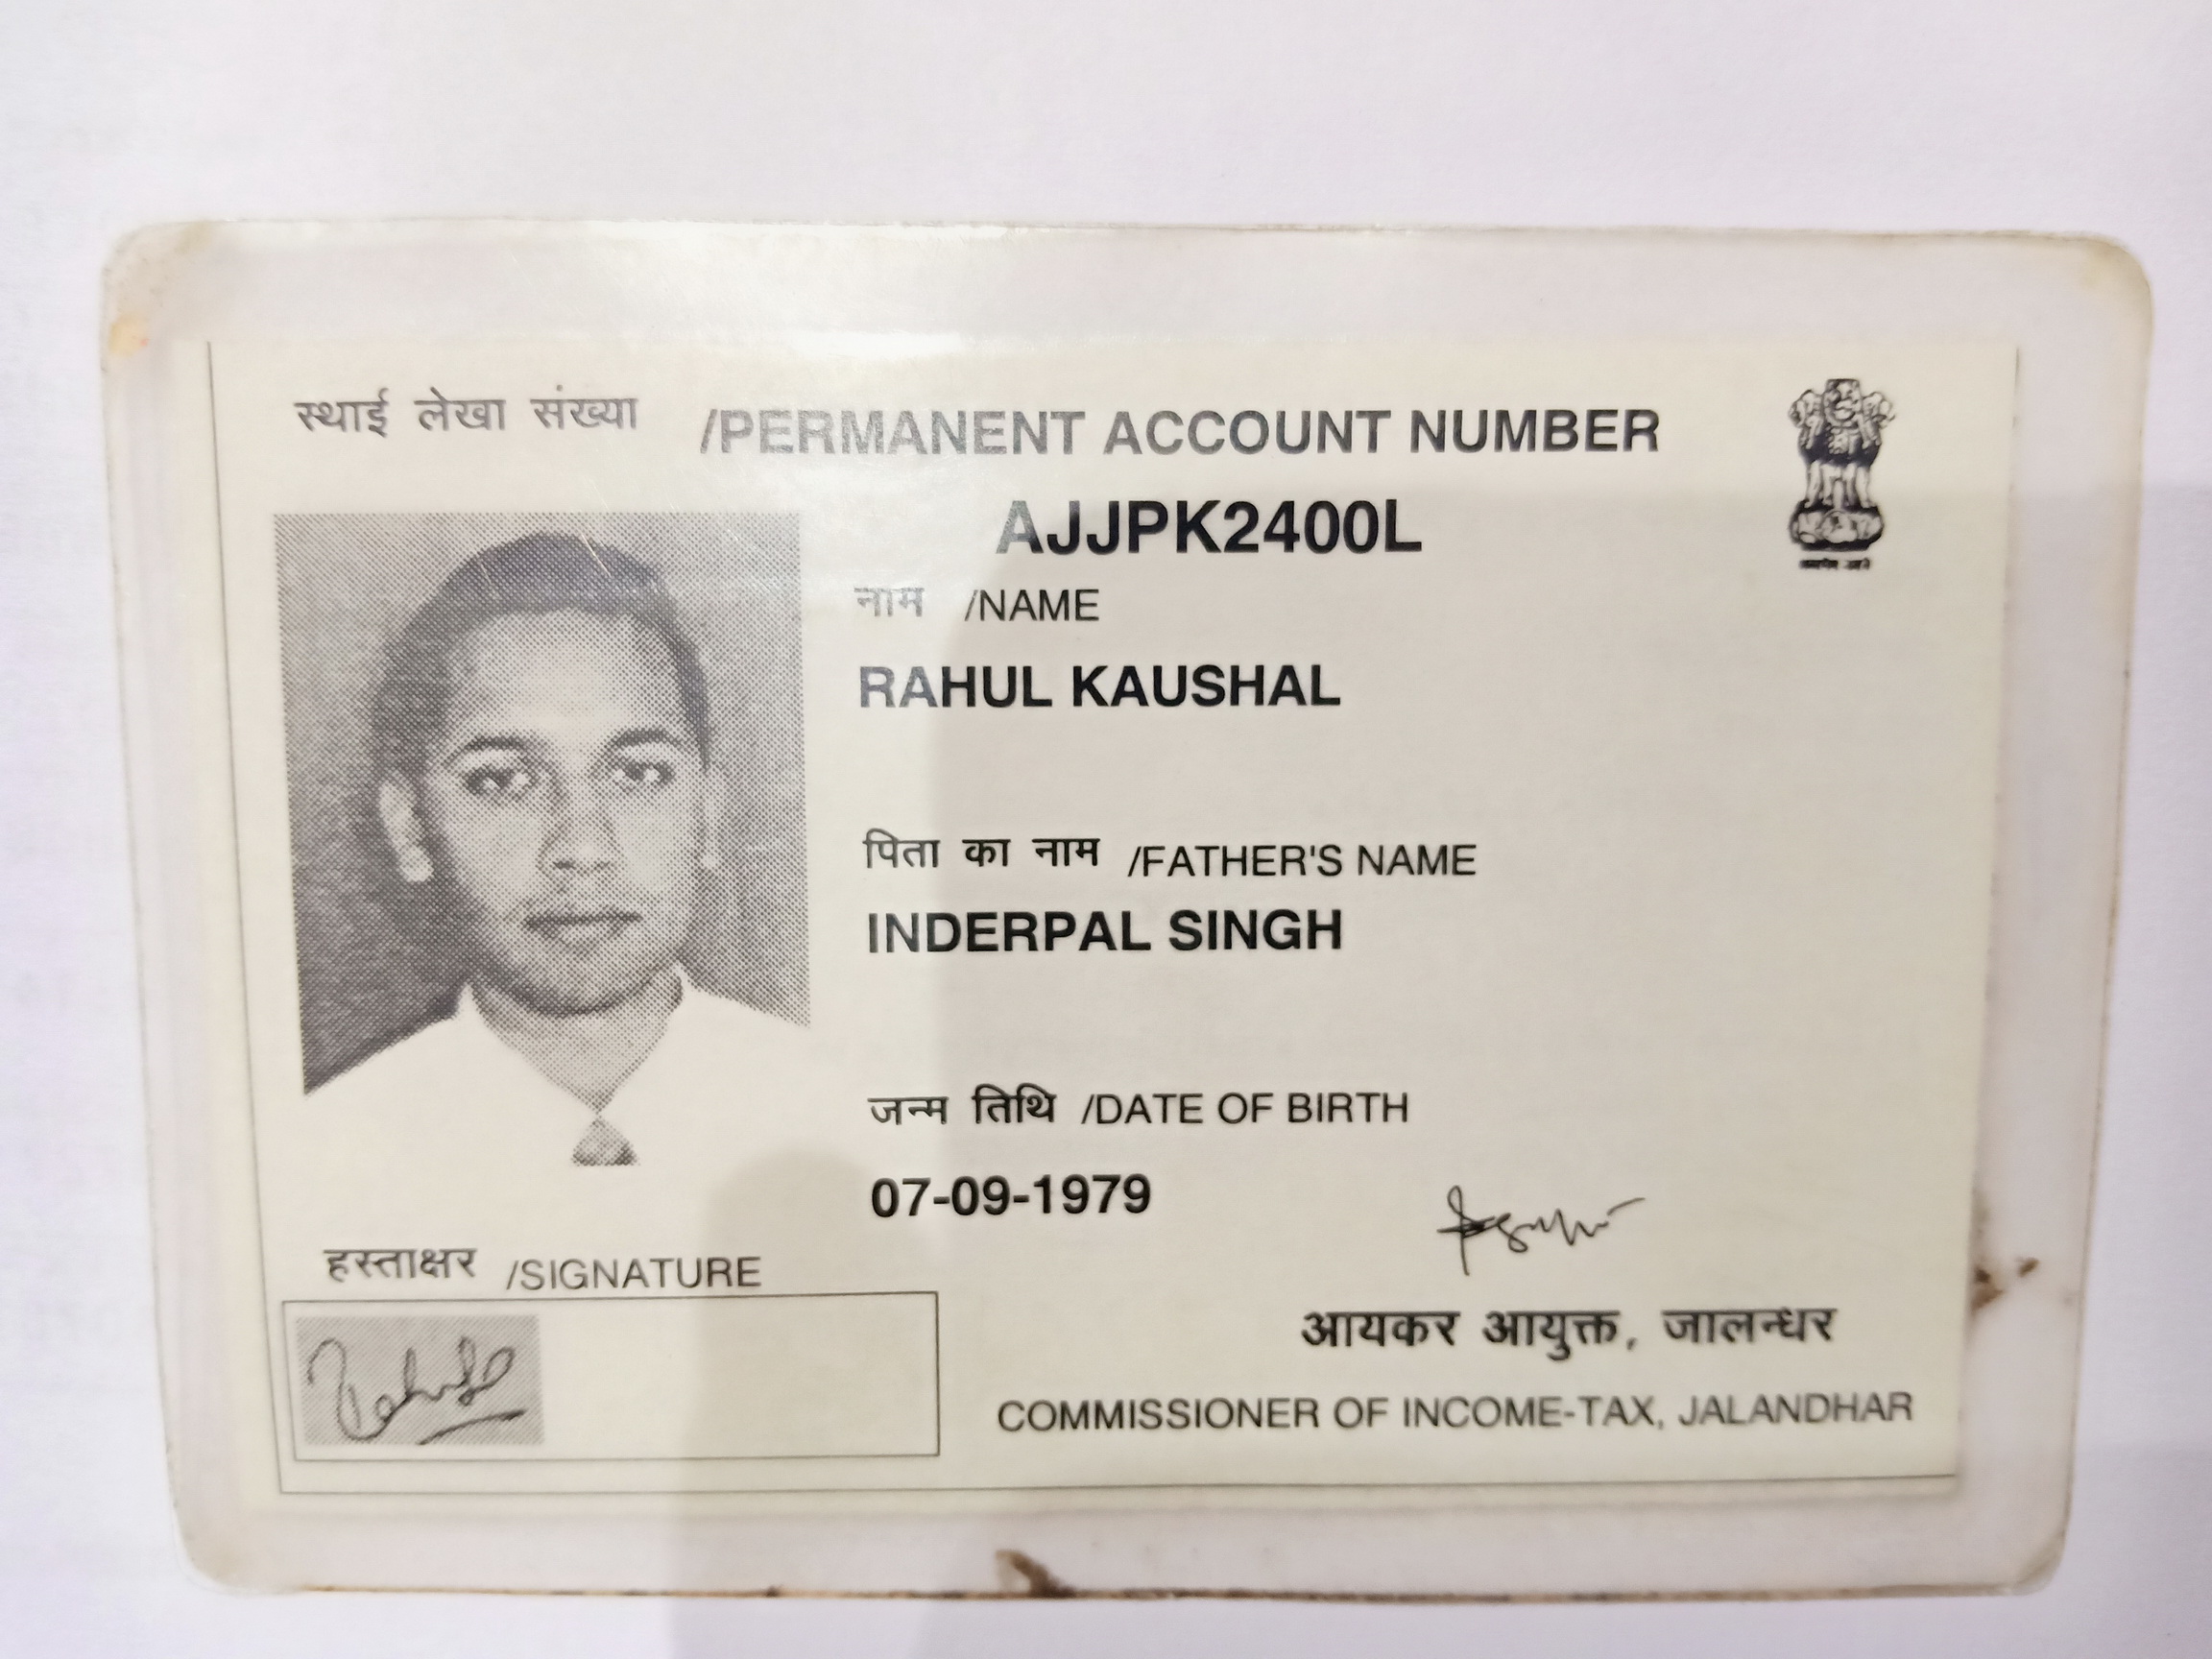 स्थाई लेखा संख्या /PERMANENT ACCOUNT NUMBER
AJJPK2400L
नाम /NAME
RAHUL KAUSHAL
पिता का नाम /FATHER'S NAME
INDERPAL SINGH
जन्म तिथि /DATE OF BIRTH
07-09-1979
हस्ताक्षर /SIGNATURE
आयकर आयुक्त, जालन्धर
COMMISSIONER OF INCOME-TAX, JALANDHAR